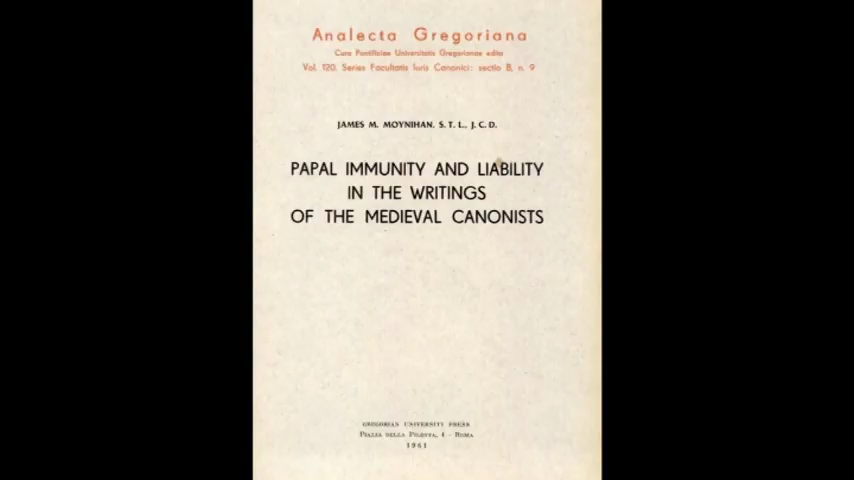 Analecta Gregoriana
Cura Pontificiae Universitatis Gregorianae edita
Vol. 120. Series Facultatis Iuris Canonici: sectio B, n. 9
JAMES M. MOYNIHAN, S. T. L., J. C. D.
PAPAL IMMUNITY AND LIABILITY
IN THE WRITINGS
OF THE MEDIEVAL CANONISTS
GREGORIAN UNIVERSITY PRESS
PIAZZA DELLA PILOTTA, 4 - ROMA
1961